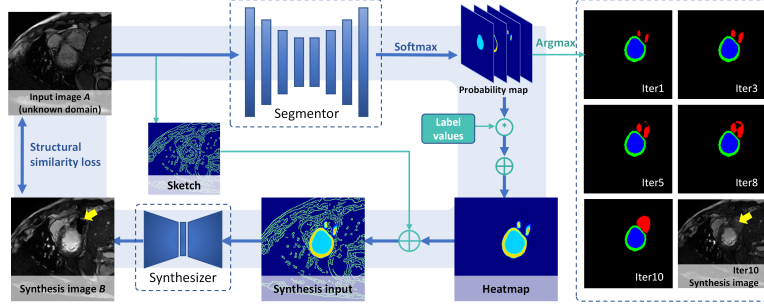 Input image A
(unknown domain)
Segmentor
Softmax
Probability map
Argmax
Iter1
Iter3
Label
values
*
Structural
similarity loss
Sketch
Iter5
Iter8
Synthesis image B
Synthesizer
Synthesis input
Heatmap
Iter10
Iter10
Synthesis image